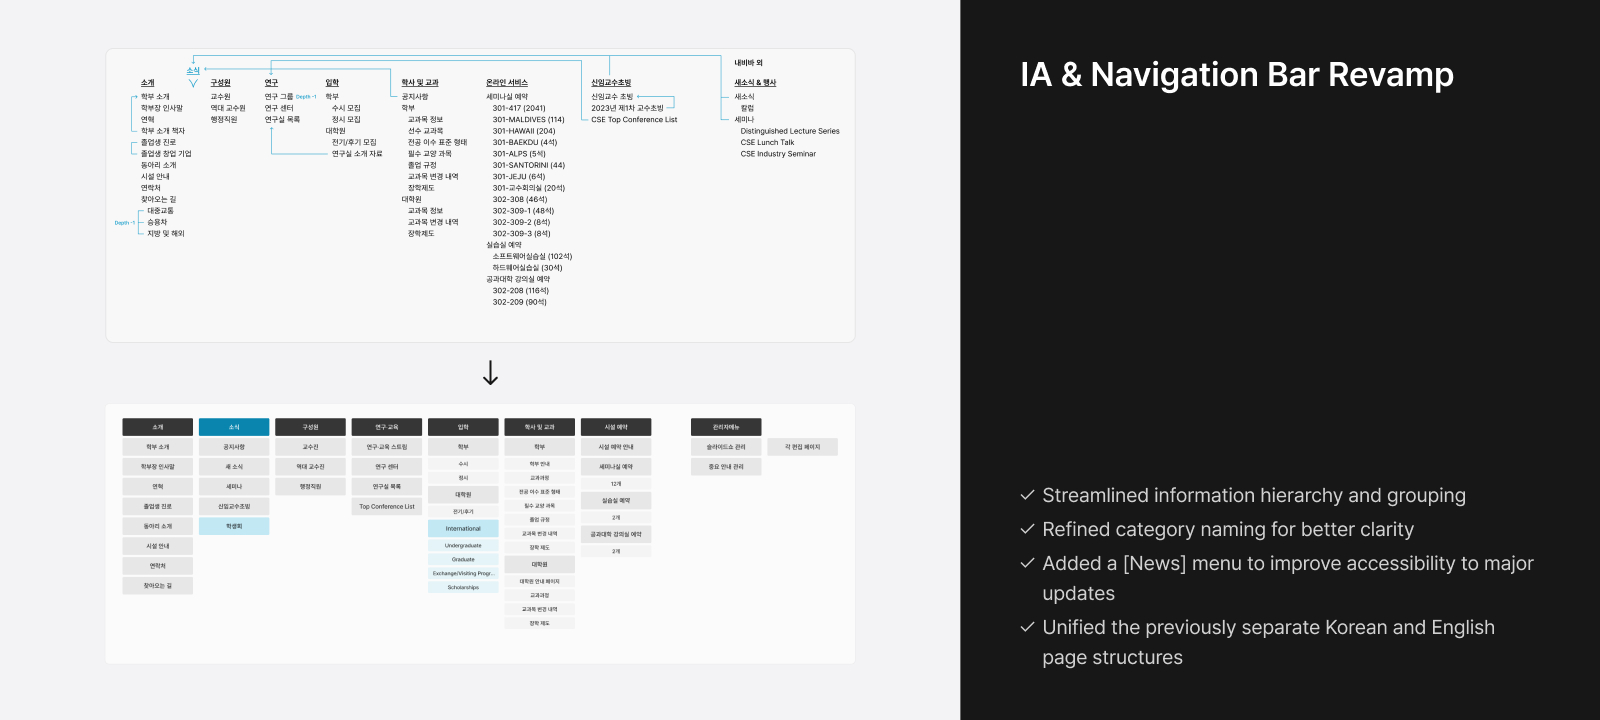 소식
내비바 외
소개
학부 소개
학부장 인사말
연혁
학부 소개 책자
졸업생 진로
졸업생 창업 기업
동아리 소개
시설 안내
연락처
찾아오는 길
Depth -1
대중교통
승용차
지방 및 해외
구성원
교수원
역대 교수원
행정직원
연구
연구 그룹 Depth -1
연구 센터
연구실 목록
입학
학부
수시 모집
정시 모집
대학원
전기/후기 모집
연구실 소개 자료
학사 및 교과
공지사항
학부
교과목 정보
선수 교과목
전공 이수 표준 형태
필수 교양 과목
졸업 규정
교과목 변경 내역
장학제도
대학원
교과목 정보
교과목 변경 내역
장학제도
온라인 서비스
세미나실 예약
301-417 (2041)
301-MALDIVES (114)
301-HAWAII (204)
301-BAEKDU (4석)
301-ALPS (5석)
301-SANTORINI (44)
301-JEJU (6석)
301-교수회의실 (20석)
302-308 (46석)
302-309-1 (48석)
302-309-2 (8석)
302-309-3 (8석)
실습실 예약
소프트웨어실습실 (102석)
하드웨어실습실 (30석)
공과대학 강의실 예약
302-208 (116석)
302-209 (90석)
신임교수초빙
신임교수 초빙
2023년 제1차 교수초빙
CSE Top Conference List
새소식 & 행사
새소식
칼럼
세미나
Distinguished Lecture Series
CSE Lunch Talk
CSE Industry Seminar
소개
학부 소개
학부장 인사말
연혁
졸업생 진로
동아리 소개
시설 안내
연락처
찾아오는 길
소식
공지사항
새 소식
세미나
신임교수초빙
학생회
구성원
교수진
역대 교수진
행정직원
연구·교육
연구·교육 스트림
연구 센터
연구실 목록
Top Conference List
입학
학부
수시
정시
대학원
전기/후기
International
Undergraduate
Graduate
Exchange/Visiting Progr...
Scholarships
학사 및 교과
학부
학부 안내
교과과정
전공 이수 표준 형태
필수 교양 과목
졸업 규정
교과목 변경 내역
장학 제도
대학원
대학원 안내 페이지
교과과정
교과목 변경 내역
장학 제도
시설 예약
시설 예약 안내
세미나실 예약
12개
실습실 예약
2개
공과대학 강의실 예약
2개
관리자메뉴
슬라이드쇼 관리
중요 안내 관리
각 편집 페이지
IA & Navigation Bar Revamp
Streamlined information hierarchy and grouping
Refined category naming for better clarity
Added a [News] menu to improve accessibility to major
updates
Unified the previously separate Korean and English
page structures